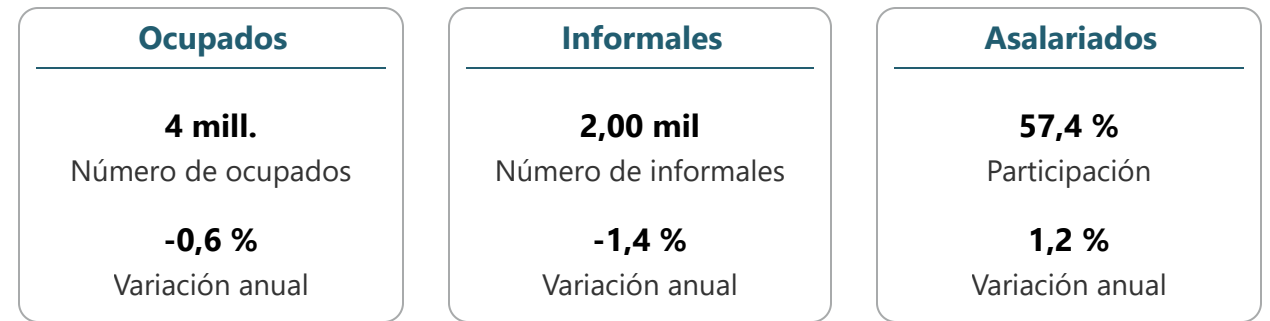 Ocupados
4 mill.
Número de ocupados
-0,6 %
Variación anual
Informales
2,00 mil
Número de informales
-1,4 %
Variación anual
Asalariados
57,4 %
Participación
1,2 %
Variación anual